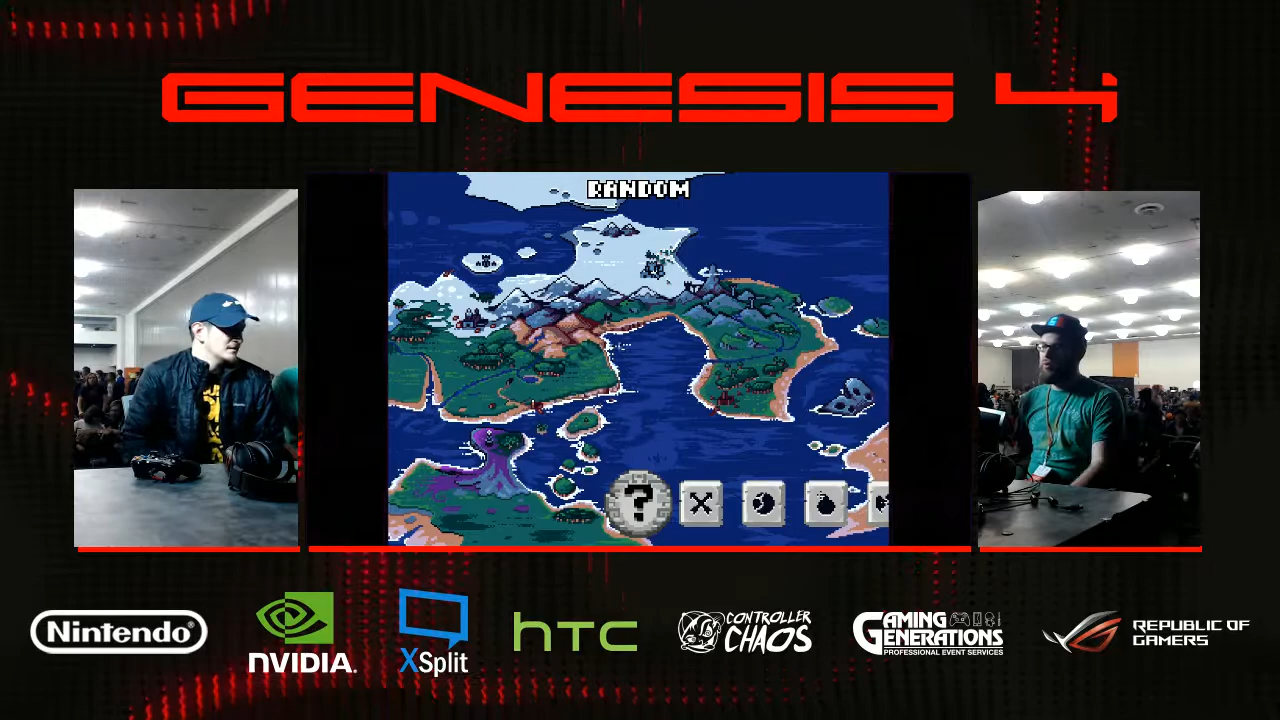 GENESIS 4
RANDOM
?
Nintendo®
NVIDIA.
XSplit
hTC
CONTROLLER
CHAOS
GAMING
GENERATIONS
PROFESSIONAL EVENT SERVICES
REPUBLIC OF
GAMERS